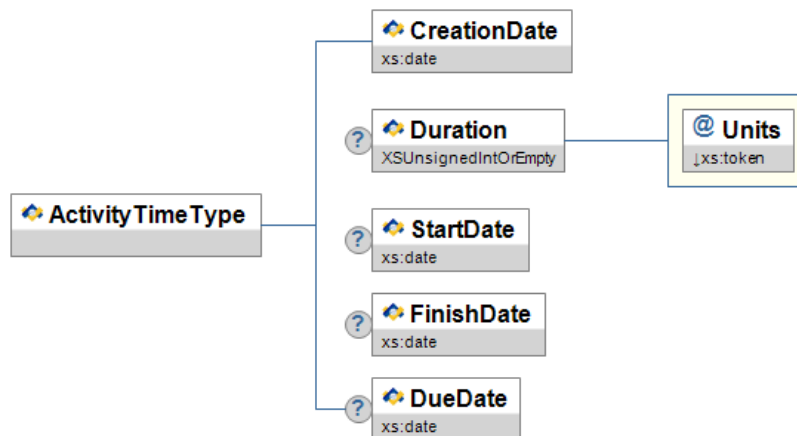 CreationDate
xs:date
? Duration
XSUnsignedIntOrEmpty
@ Units
↓xs:token
ActivityTimeType
? StartDate
xs:date
? FinishDate
xs:date
? DueDate
xs:date